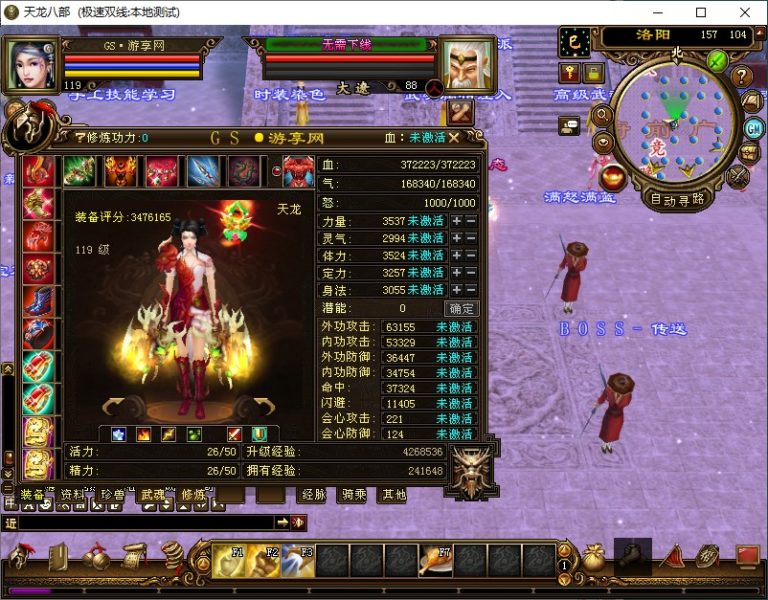 天龙八部 (极速双线:本地测试)
GS·游享网
无需下线
119
大逵
88
洛阳 157 104
北
GM
自动寻路
手工技能学习
时装染色
高级武
满怒满蓝
BOSS-传送
?修炼功力:0
GS●游享网
血:未激活
装备评分:3476165
天龙
119 级
血: 372223/372223
气: 168340/168340
怒: 1000/1000
力量: 3537 未激活
灵气: 2994 未激活
体力: 3524 未激活
定力: 3257 未激活
身法: 3055 未激活
潜能: 0 确定
外功攻击: 63155 未激活
内功攻击: 53329 未激活
外功防御: 36447 未激活
内功防御: 34754 未激活
命中: 37324 未激活
闪避: 11405 未激活
会心攻击: 221 未激活
会心防御: 124 未激活
活力: 26/50 升级经验: 4268536
精力: 26/50 拥有经验: 241648
装备 资料 珍兽 武魂 修炼 经脉 骑乘 其他
近
F1 F2 F3 F7
1